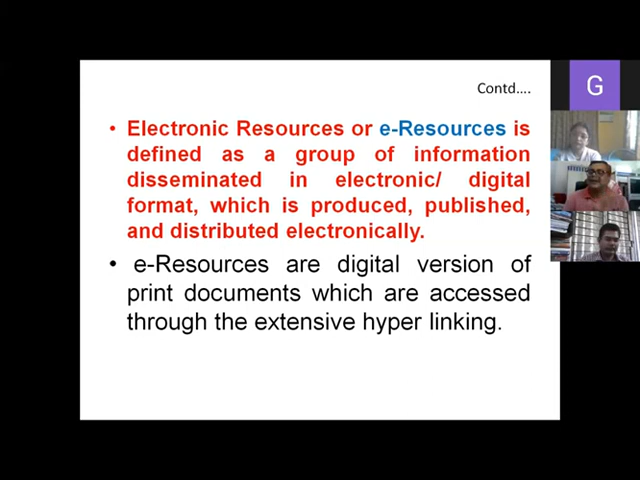 Contd....
G
• Electronic Resources or e-Resources is
defined as a group of information
disseminated in electronic/ digital
format, which is produced, published,
and distributed electronically.
• e-Resources are digital version of
print documents which are accessed
through the extensive hyper linking.